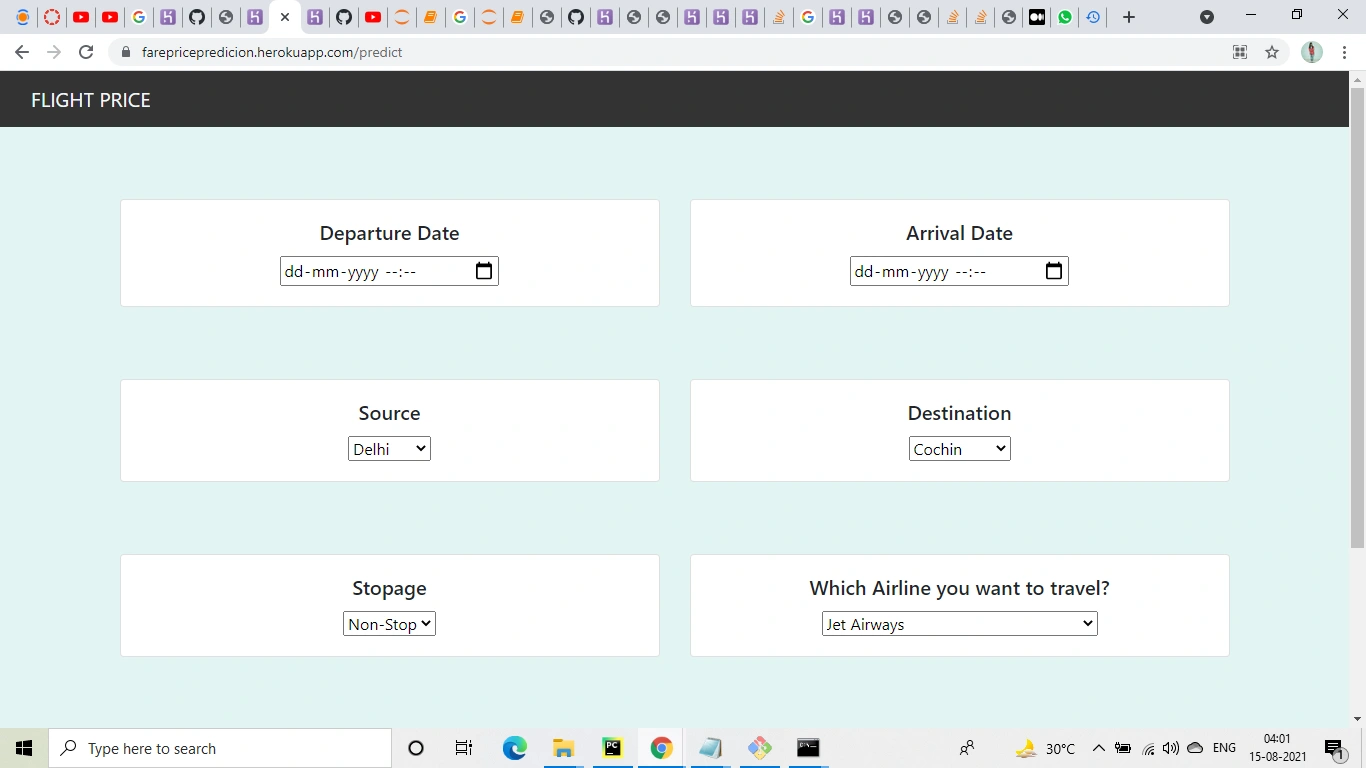 farepricepredicion.herokuapp.com/predict
FLIGHT PRICE
Departure Date
Arrival Date
dd-mm-yyyy --:--
dd-mm-yyyy --:--
Source
Destination
Delhi
Cochin
Stopage
Which Airline you want to travel?
Non-Stop
Jet Airways
Type here to search
30°C
ENG
04:01
15-08-2021
1